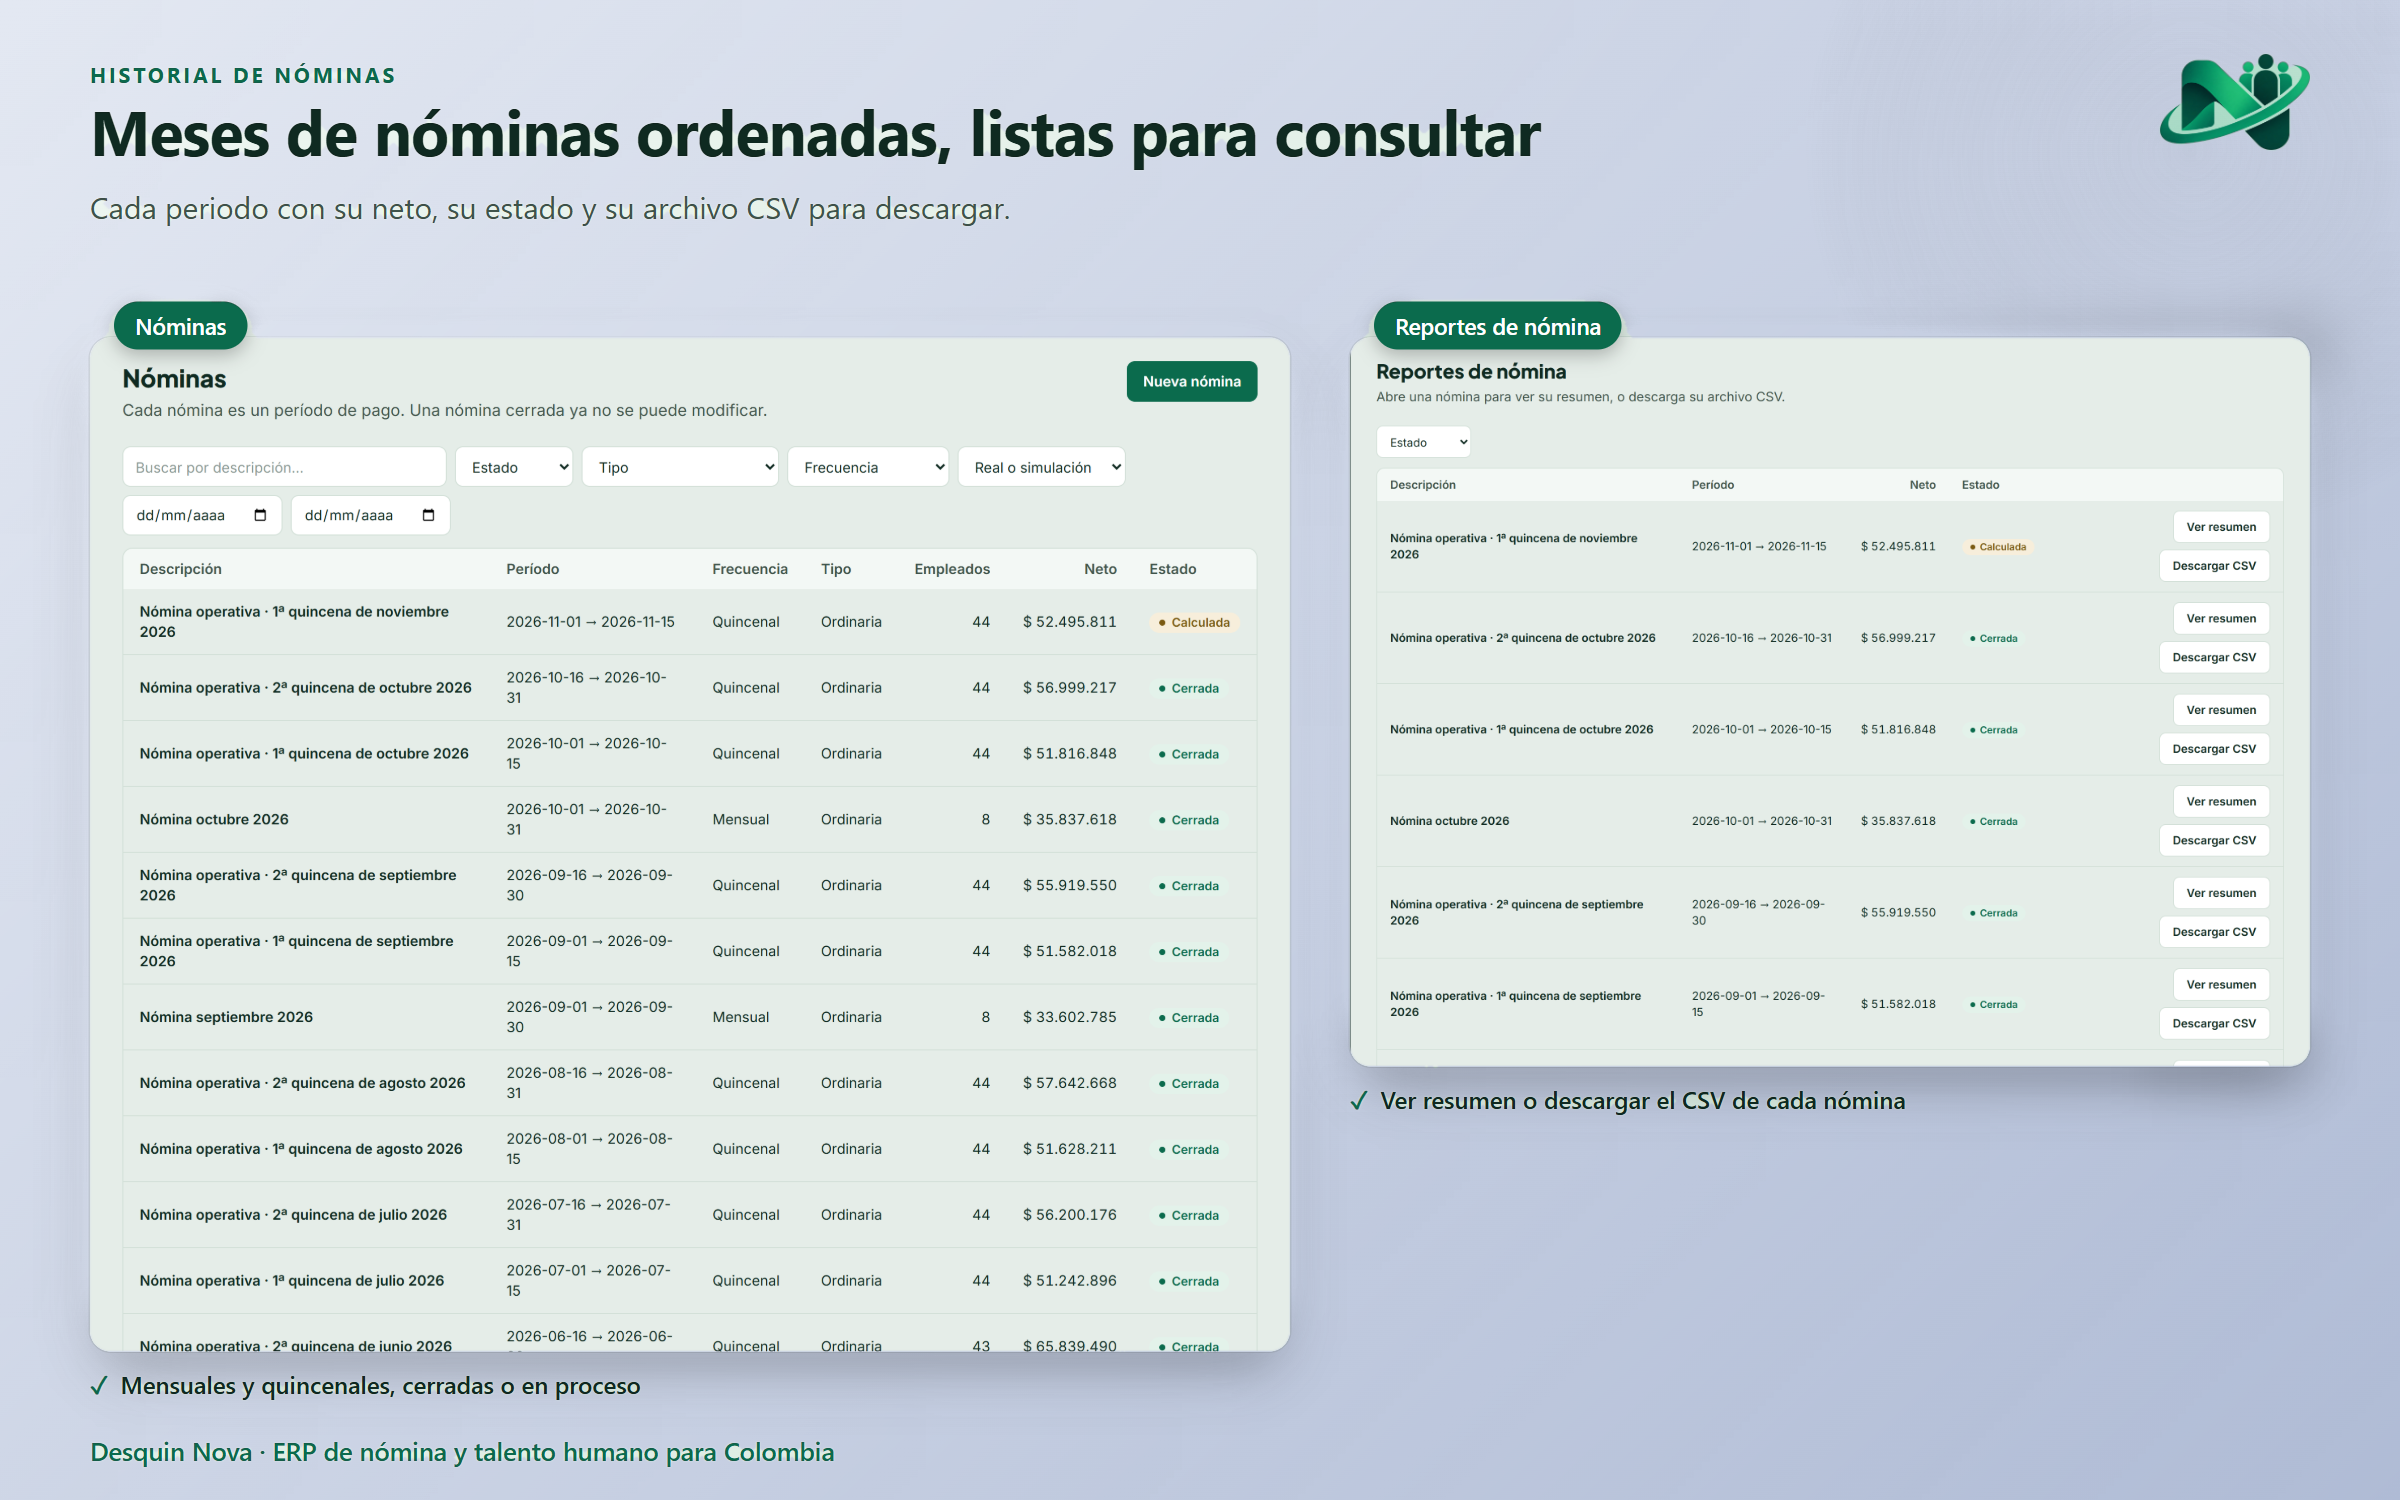 HISTORIAL DE NÓMINAS
Meses de nóminas ordenadas, listas para consultar
Cada periodo con su neto, su estado y su archivo CSV para descargar.
Nóminas
Nóminas
Nueva nómina
Cada nómina es un período de pago. Una nómina cerrada ya no se puede modificar.
Buscar por descripción... Estado Tipo Frecuencia Real o simulación
dd/mm/aaaa dd/mm/aaaa
Descripción Período Frecuencia Tipo Empleados Neto Estado
Nómina operativa · 1ª quincena de noviembre
2026
2026-11-01 → 2026-11-15 Quincenal Ordinaria 44 $ 52.495.811 Calculada
Nómina operativa · 2ª quincena de octubre 2026
2026-10-16 → 2026-10-
31
Quincenal Ordinaria 44 $ 56.999.217 Cerrada
Nómina operativa · 1ª quincena de octubre 2026
2026-10-01 → 2026-10-
15
Quincenal Ordinaria 44 $ 51.816.848 Cerrada
Nómina octubre 2026
2026-10-01 → 2026-10-
31
Mensual Ordinaria 8 $ 35.837.618 Cerrada
Nómina operativa · 2ª quincena de septiembre
2026
2026-09-16 → 2026-09-
30
Quincenal Ordinaria 44 $ 55.919.550 Cerrada
Nómina operativa · 1ª quincena de septiembre
2026
2026-09-01 → 2026-09-
15
Quincenal Ordinaria 44 $ 51.582.018 Cerrada
Nómina septiembre 2026
2026-09-01 → 2026-09-
30
Mensual Ordinaria 8 $ 33.602.785 Cerrada
Nómina operativa · 2ª quincena de agosto 2026
2026-08-16 → 2026-08-
31
Quincenal Ordinaria 44 $ 57.642.668 Cerrada
Nómina operativa · 1ª quincena de agosto 2026
2026-08-01 → 2026-08-
15
Quincenal Ordinaria 44 $ 51.628.211 Cerrada
Nómina operativa · 2ª quincena de julio 2026
2026-07-16 → 2026-07-
31
Quincenal Ordinaria 44 $ 56.200.176 Cerrada
Nómina operativa · 1ª quincena de julio 2026
2026-07-01 → 2026-07-
15
Quincenal Ordinaria 44 $ 51.242.896 Cerrada
Nómina operativa · 2ª quincena de junio 2026
2026-06-16 → 2026-06-
Quincenal Ordinaria 43 $ 65.839.490 Cerrada
✓ Mensuales y quincenales, cerradas o en proceso
Reportes de nómina
Reportes de nómina
Abre una nómina para ver su resumen, o descarga su archivo CSV.
Estado
Descripción Período Neto Estado
Nómina operativa · 1ª quincena de noviembre
2026
2026-11-01 → 2026-11-15 $ 52.495.811 Calculada
Ver resumen
Descargar CSV
Nómina operativa · 2ª quincena de octubre 2026 2026-10-16 → 2026-10-31 $ 56.999.217 Cerrada
Ver resumen
Descargar CSV
Nómina operativa · 1ª quincena de octubre 2026 2026-10-01 → 2026-10-15 $ 51.816.848 Cerrada
Ver resumen
Descargar CSV
Nómina octubre 2026 2026-10-01 → 2026-10-31 $ 35.837.618 Cerrada
Ver resumen
Descargar CSV
Nómina operativa · 2ª quincena de septiembre
2026
2026-09-16 → 2026-09-
30
$ 55.919.550 Cerrada
Ver resumen
Descargar CSV
Nómina operativa · 1ª quincena de septiembre
2026
2026-09-01 → 2026-09-
15
$ 51.582.018 Cerrada
Ver resumen
Descargar CSV
✓ Ver resumen o descargar el CSV de cada nómina
Desquin Nova · ERP de nómina y talento humano para Colombia